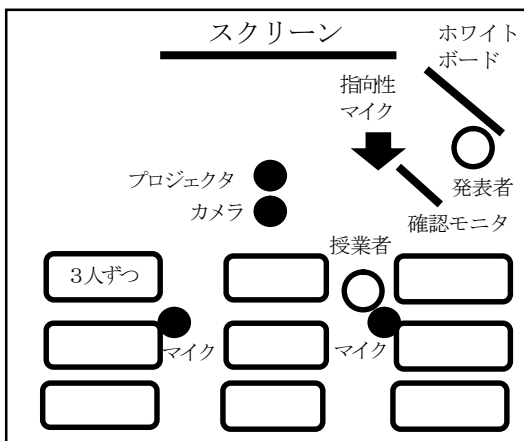 スクリーン
ホワイト
ボード
指向性
マイク
プロジェクタ
カメラ
発表者
確認モニタ
授業者
3人ずつ
マイク
マイク